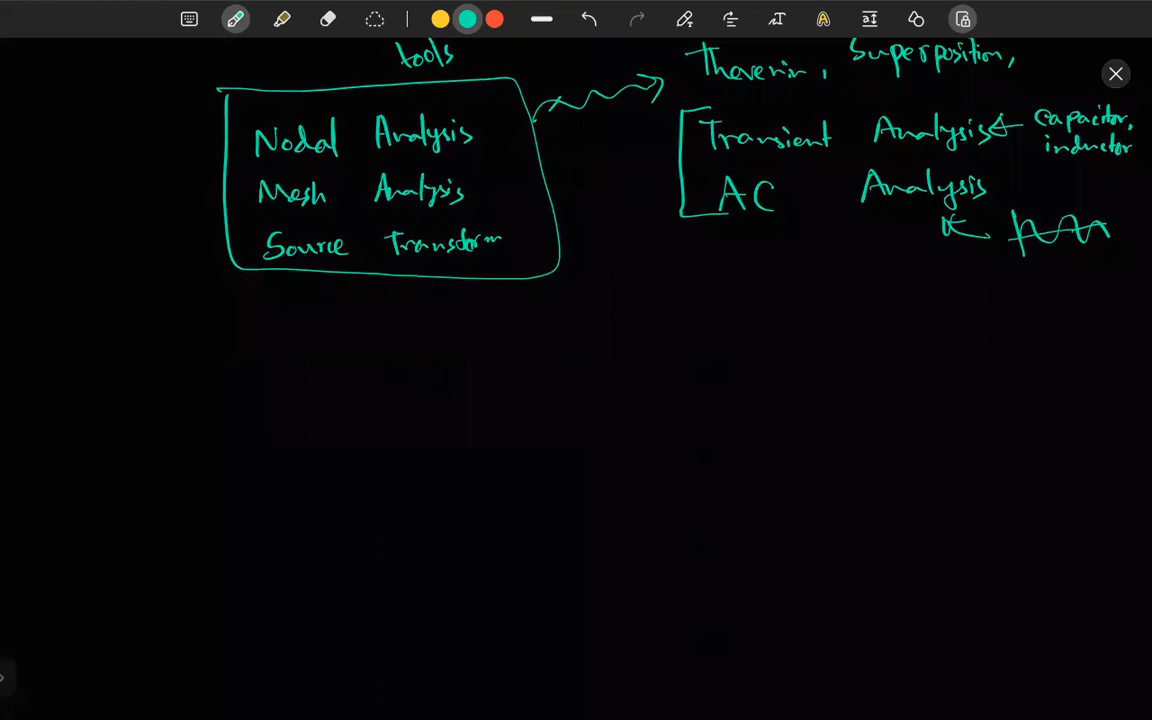 tools
Nodal Analysis
Mesh Analysis
Source Transform
Thevenin, Superposition,
Transient Analysis
capacitor,
inductor
AC Analysis